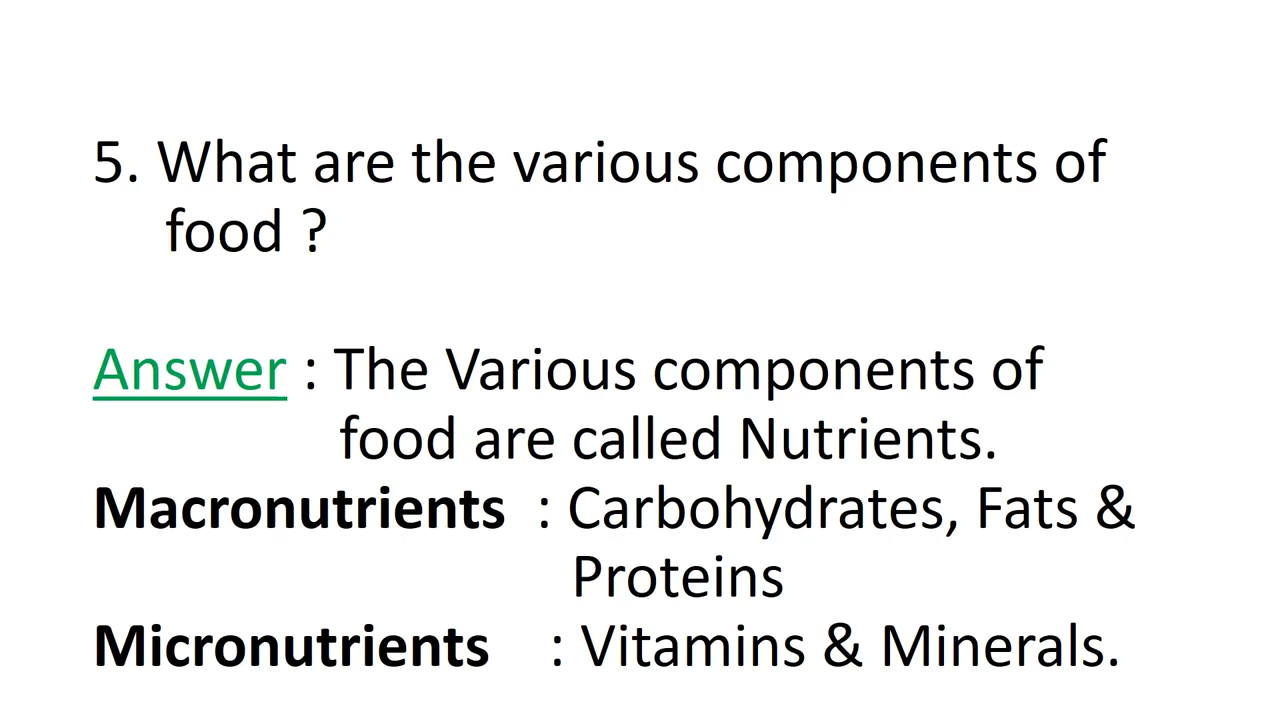 5. What are the various components of
food ?
Answer : The Various components of
food are called Nutrients.
Macronutrients : Carbohydrates, Fats &
Proteins
Micronutrients : Vitamins & Minerals.